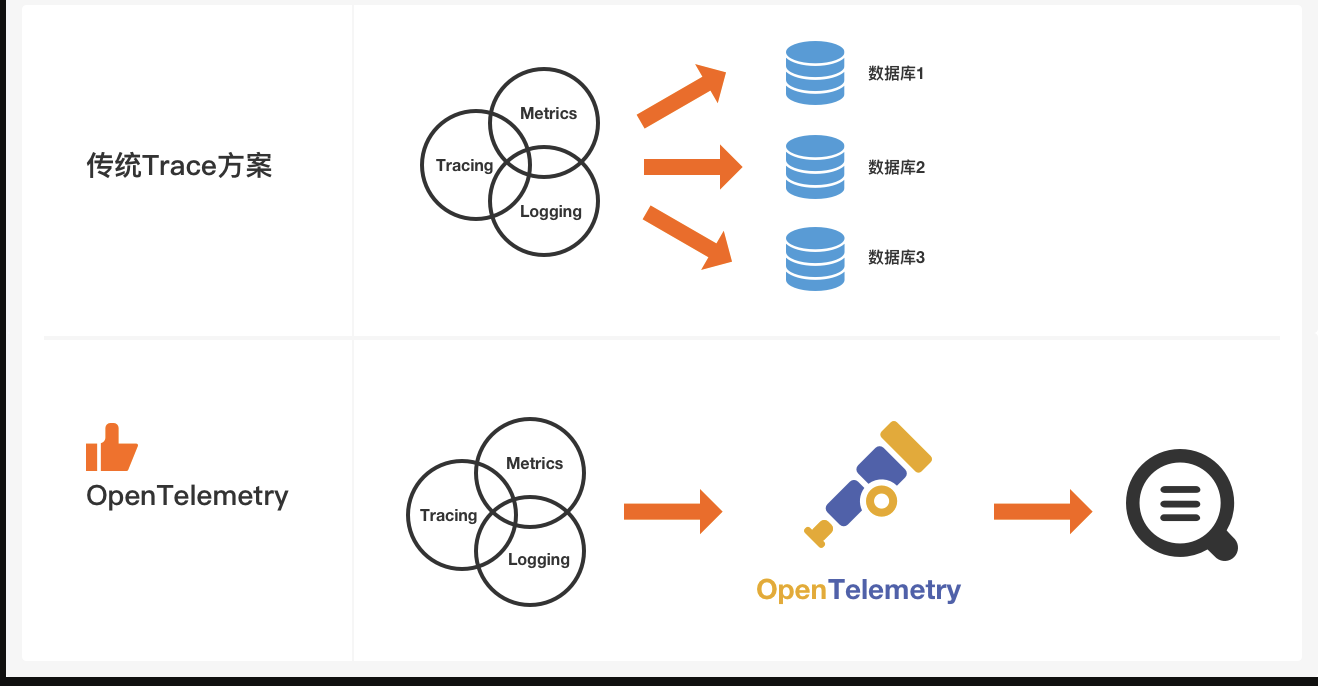 传统Trace方案
Metrics
Tracing
Logging
数据库1
数据库2
数据库3
OpenTelemetry
Metrics
Tracing
Logging
OpenTelemetry